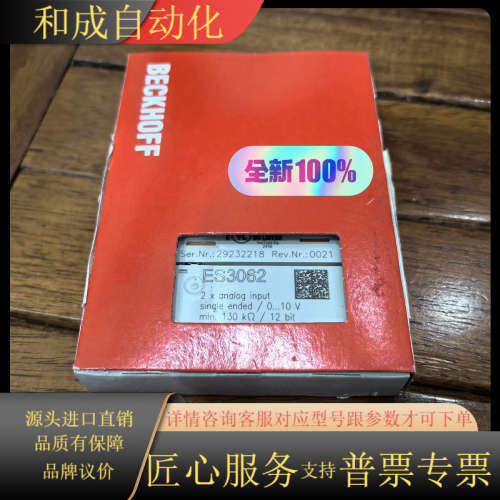 和成自动化
BECKHOFF
全新100%
Ser.Nr.:29232218 Rev.Nr.:0021
ES3062
2 x analog input
single ended / 0...10 V
min. 130 kΩ / 12 bit
源头进口直销
品质有保障
品牌议价
详情咨询客服对应型号跟参数才可下单
匠心服务支持普票专票